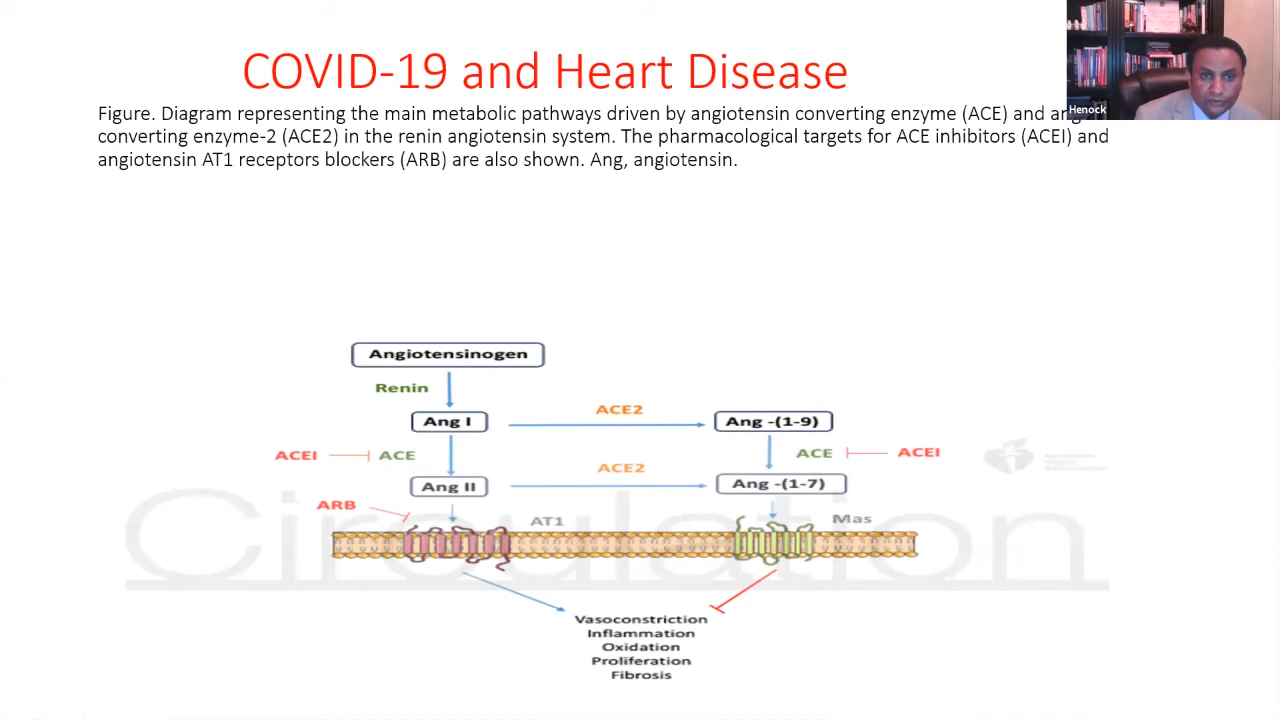 COVID-19 and Heart Disease
Figure. Diagram representing the main metabolic pathways driven by angiotensin converting enzyme (ACE) and
converting enzyme-2 (ACE2) in the renin angiotensin system. The pharmacological targets for ACE inhibitors (ACEI) and
angiotensin AT1 receptors blockers (ARB) are also shown. Ang, angiotensin.
Henock
Angiotensinogen
Renin
Ang I
ACE2
Ang -(1-9)
ACEI
ACE
ACE
ACEI
Ang II
ACE2
Ang -(1-7)
ARB
AT1
Mas
Circulation
Vasoconstriction
Inflammation
Oxidation
Proliferation
Fibrosis